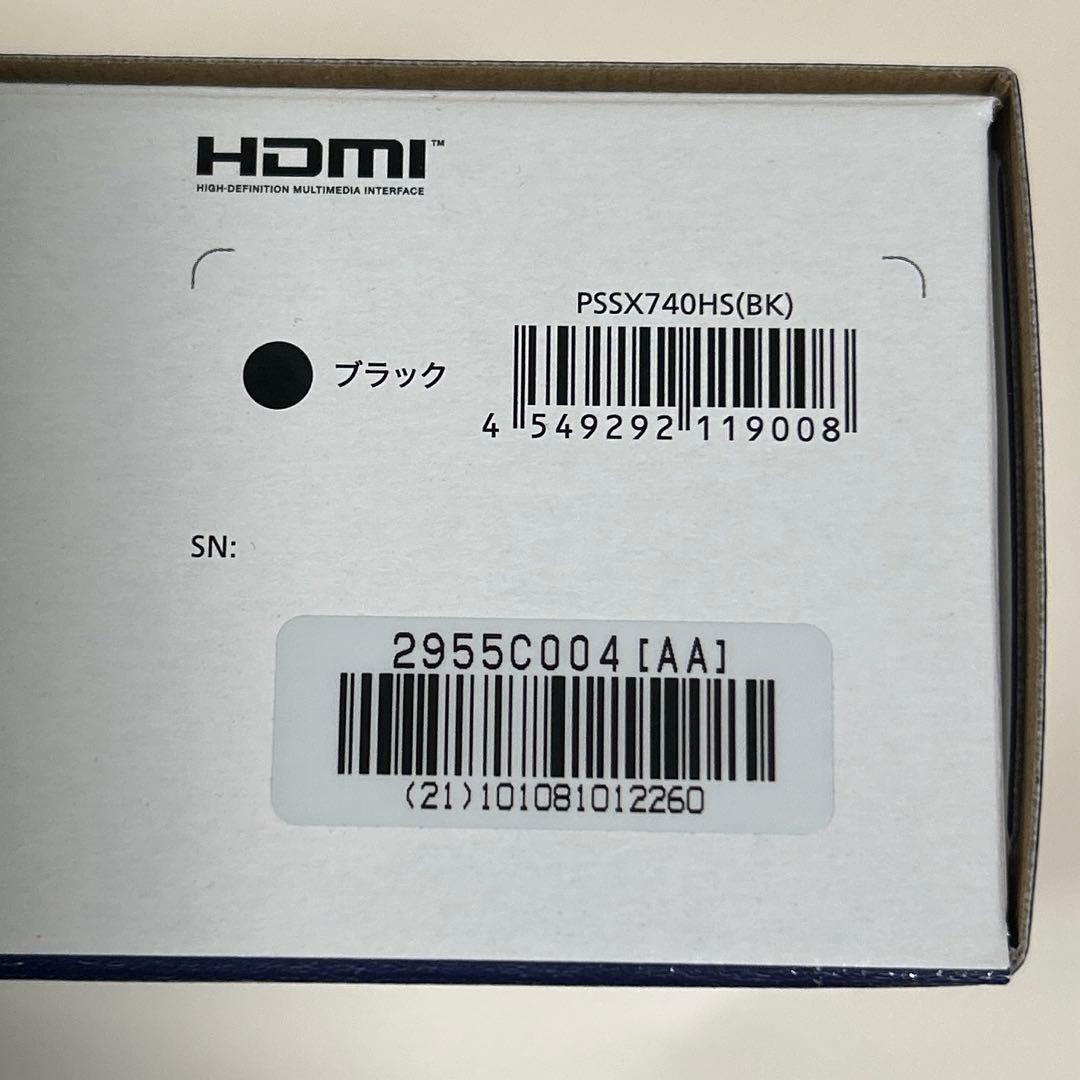 HDMI™
HIGH-DEFINITION MULTIMEDIA INTERFACE
PSSX740HS(BK)
ブラック
4 549292 119008
SN:
2955C004[AA]
(21)101081012260